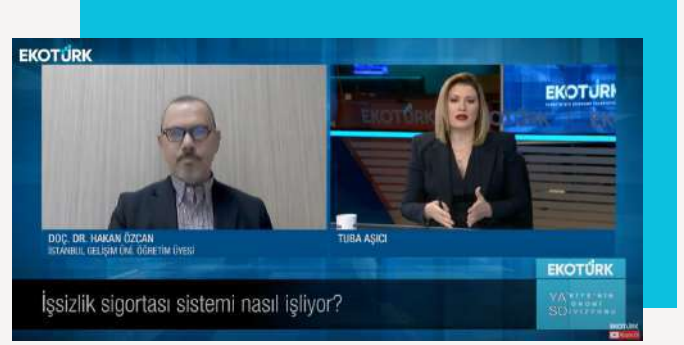 EKOTÜRK
EKOTÜRK
EKOTÜRK
DOÇ. DR. HAKAN ÖZCAN
İSTANBUL GELİŞİM ÜNİ. ÖĞRETİM ÜYESİ
TUBA AŞICI
EKOTÜRK
İşsizlik sigortası sistemi nasıl işliyor?